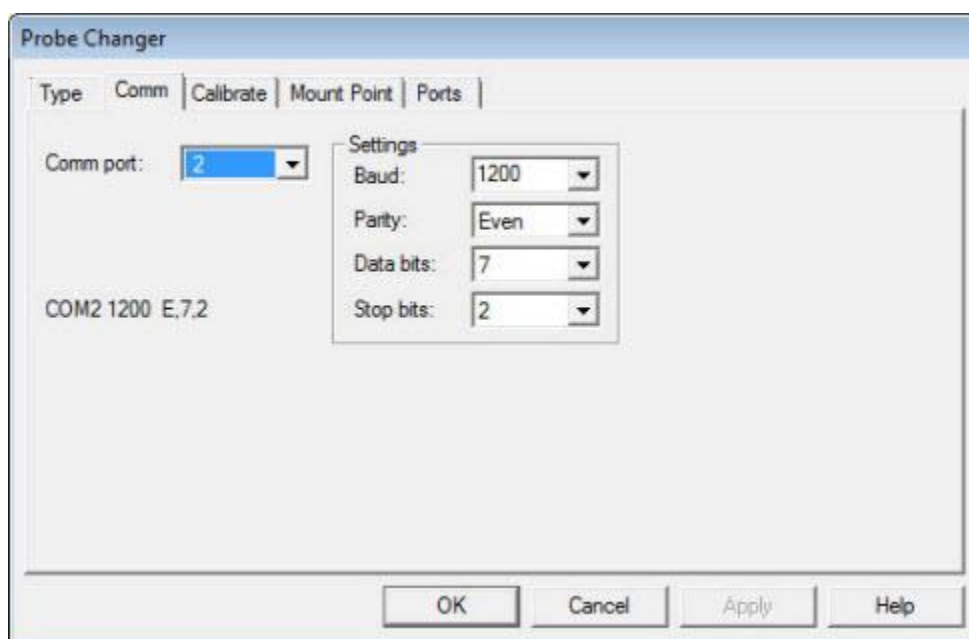 Probe Changer
Type Comm Calibrate Mount Point Ports
Comm port: 2
Settings
Baud: 1200
Parity: Even
Data bits: 7
Stop bits: 2
COM2 1200 E,7,2
OK Cancel Apply Help